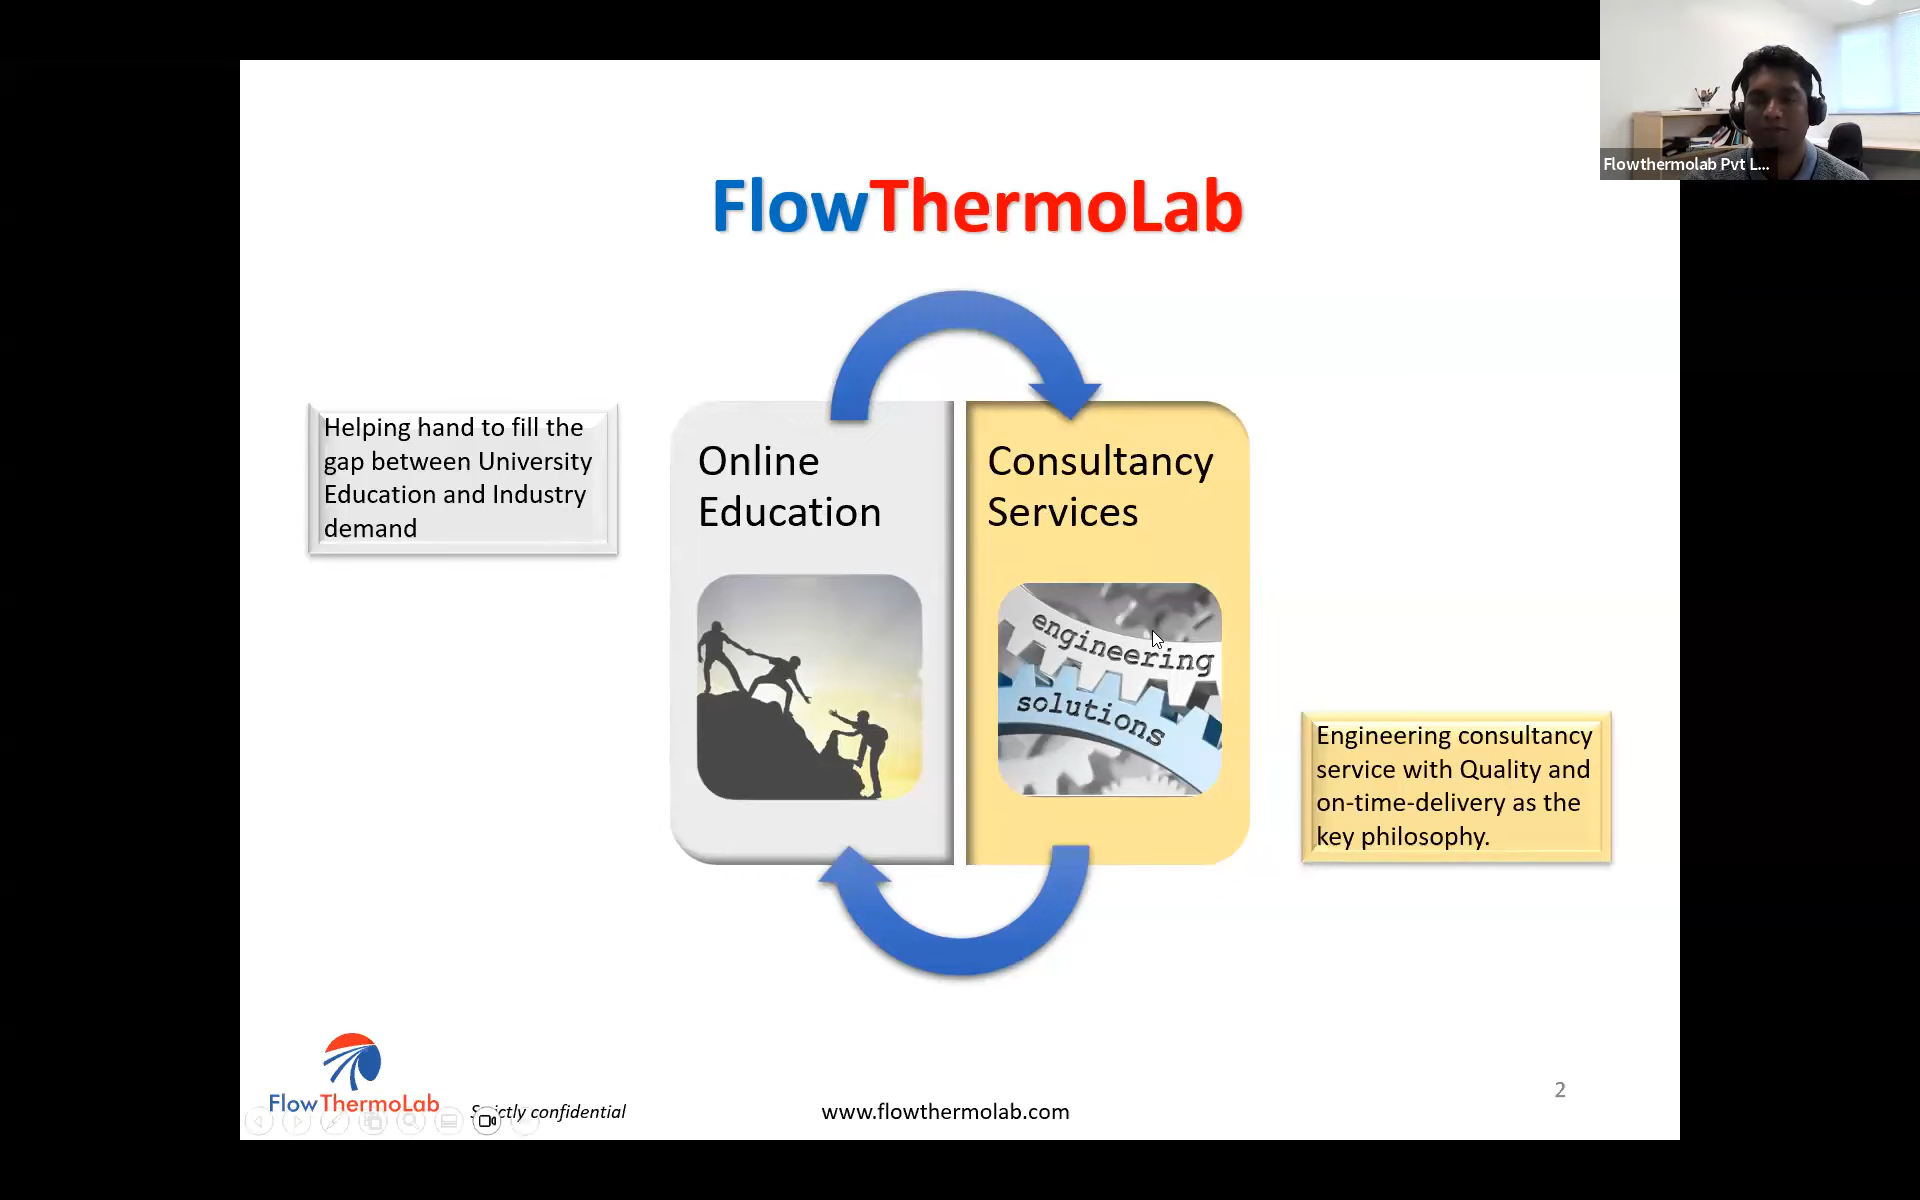 Flowthermolab Pvt L...
FlowThermoLab
Helping hand to fill the
gap between University
Education and Industry
demand
Online
Education
Consultancy
Services
engineering
solutions
Engineering consultancy
service with Quality and
on-time-delivery as the
key philosophy.
FlowThermoLab
Strictly confidential
www.flowthermolab.com
2